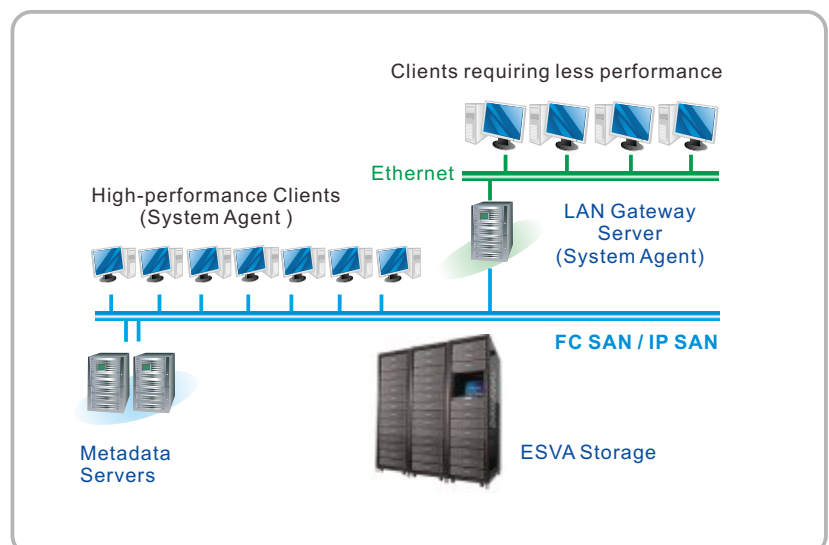 Clients requiring less performance
Ethernet
High-performance Clients
(System Agent )
LAN Gateway
Server
(System Agent)
FC SAN / IP SAN
Metadata
Servers
ESVA Storage